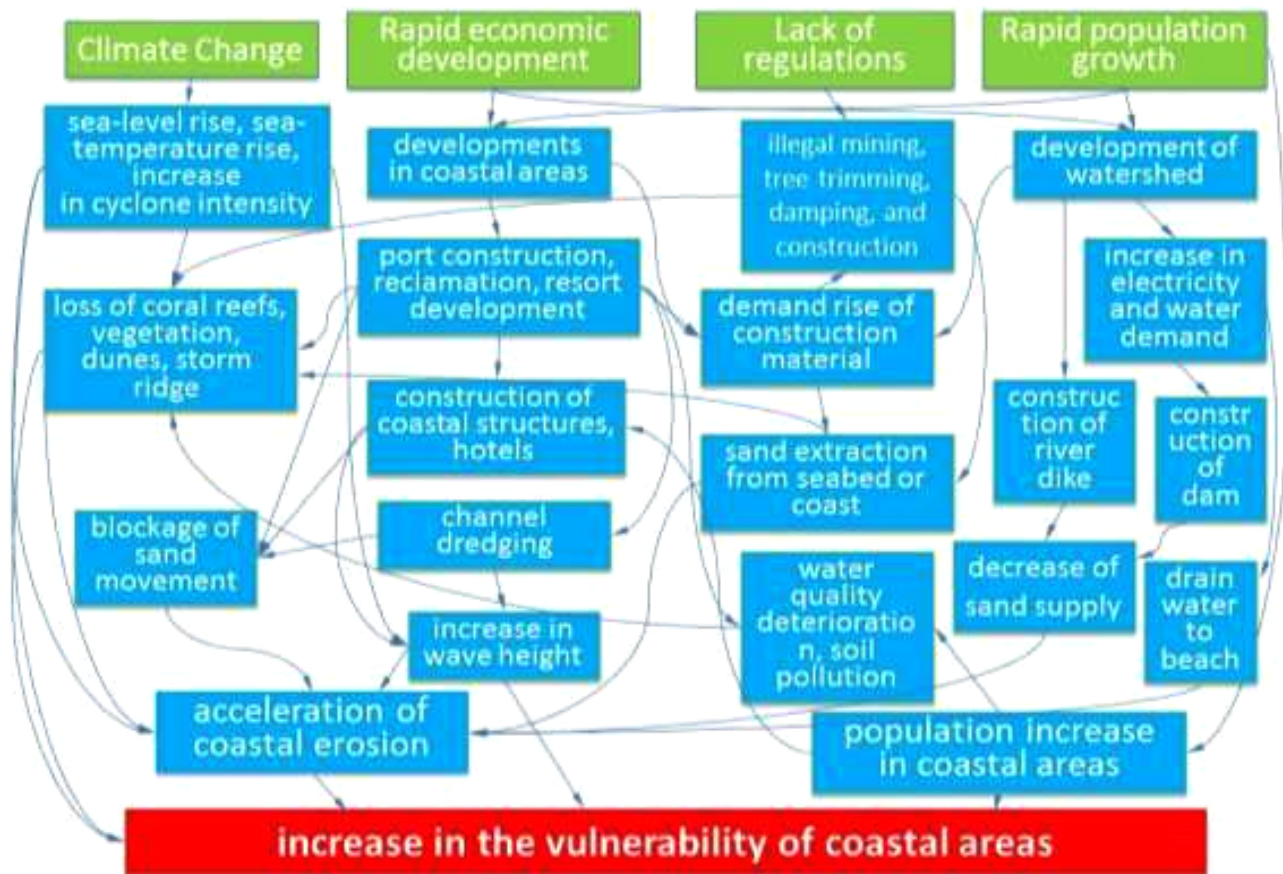 Climate Change
Rapid economic
development
Lack of
regulations
Rapid population
growth
sea-level rise, sea-
temperature rise,
increase
in cyclone intensity
developments
in coastal areas
illegal mining,
tree trimming,
damping, and
construction
development of
watershed
port construction,
reclamation, resort
development
increase in
electricity and water
demand
loss of coral reefs,
vegetation,
dunes, storm
ridge
demand rise of
construction
material
construction of
coastal structures,
hotels
construc
tion of
river
dike
constr
uction
of
dam
sand extraction
from seabed or
coast
blockage of
sand
movement
channel
dredging
water
quality
deterioratio
n, soil
pollution
decrease of
sand supply
drain
water
to
beach
increase in
wave height
acceleration of
coastal erosion
population increase
in coastal areas
increase in the vulnerability of coastal areas